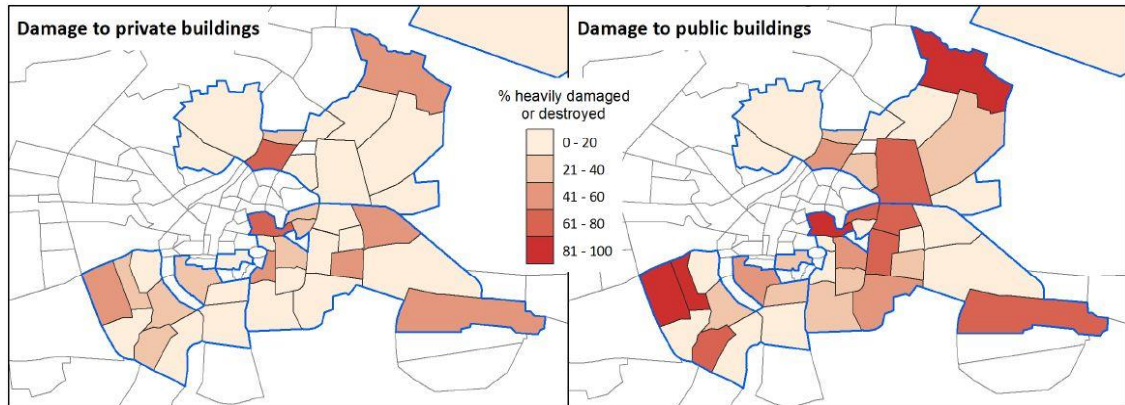 Damage to private buildings
Damage to public buildings
% heavily damaged
or destroyed
0 - 20
21 - 40
41 - 60
61 - 80
81 - 100